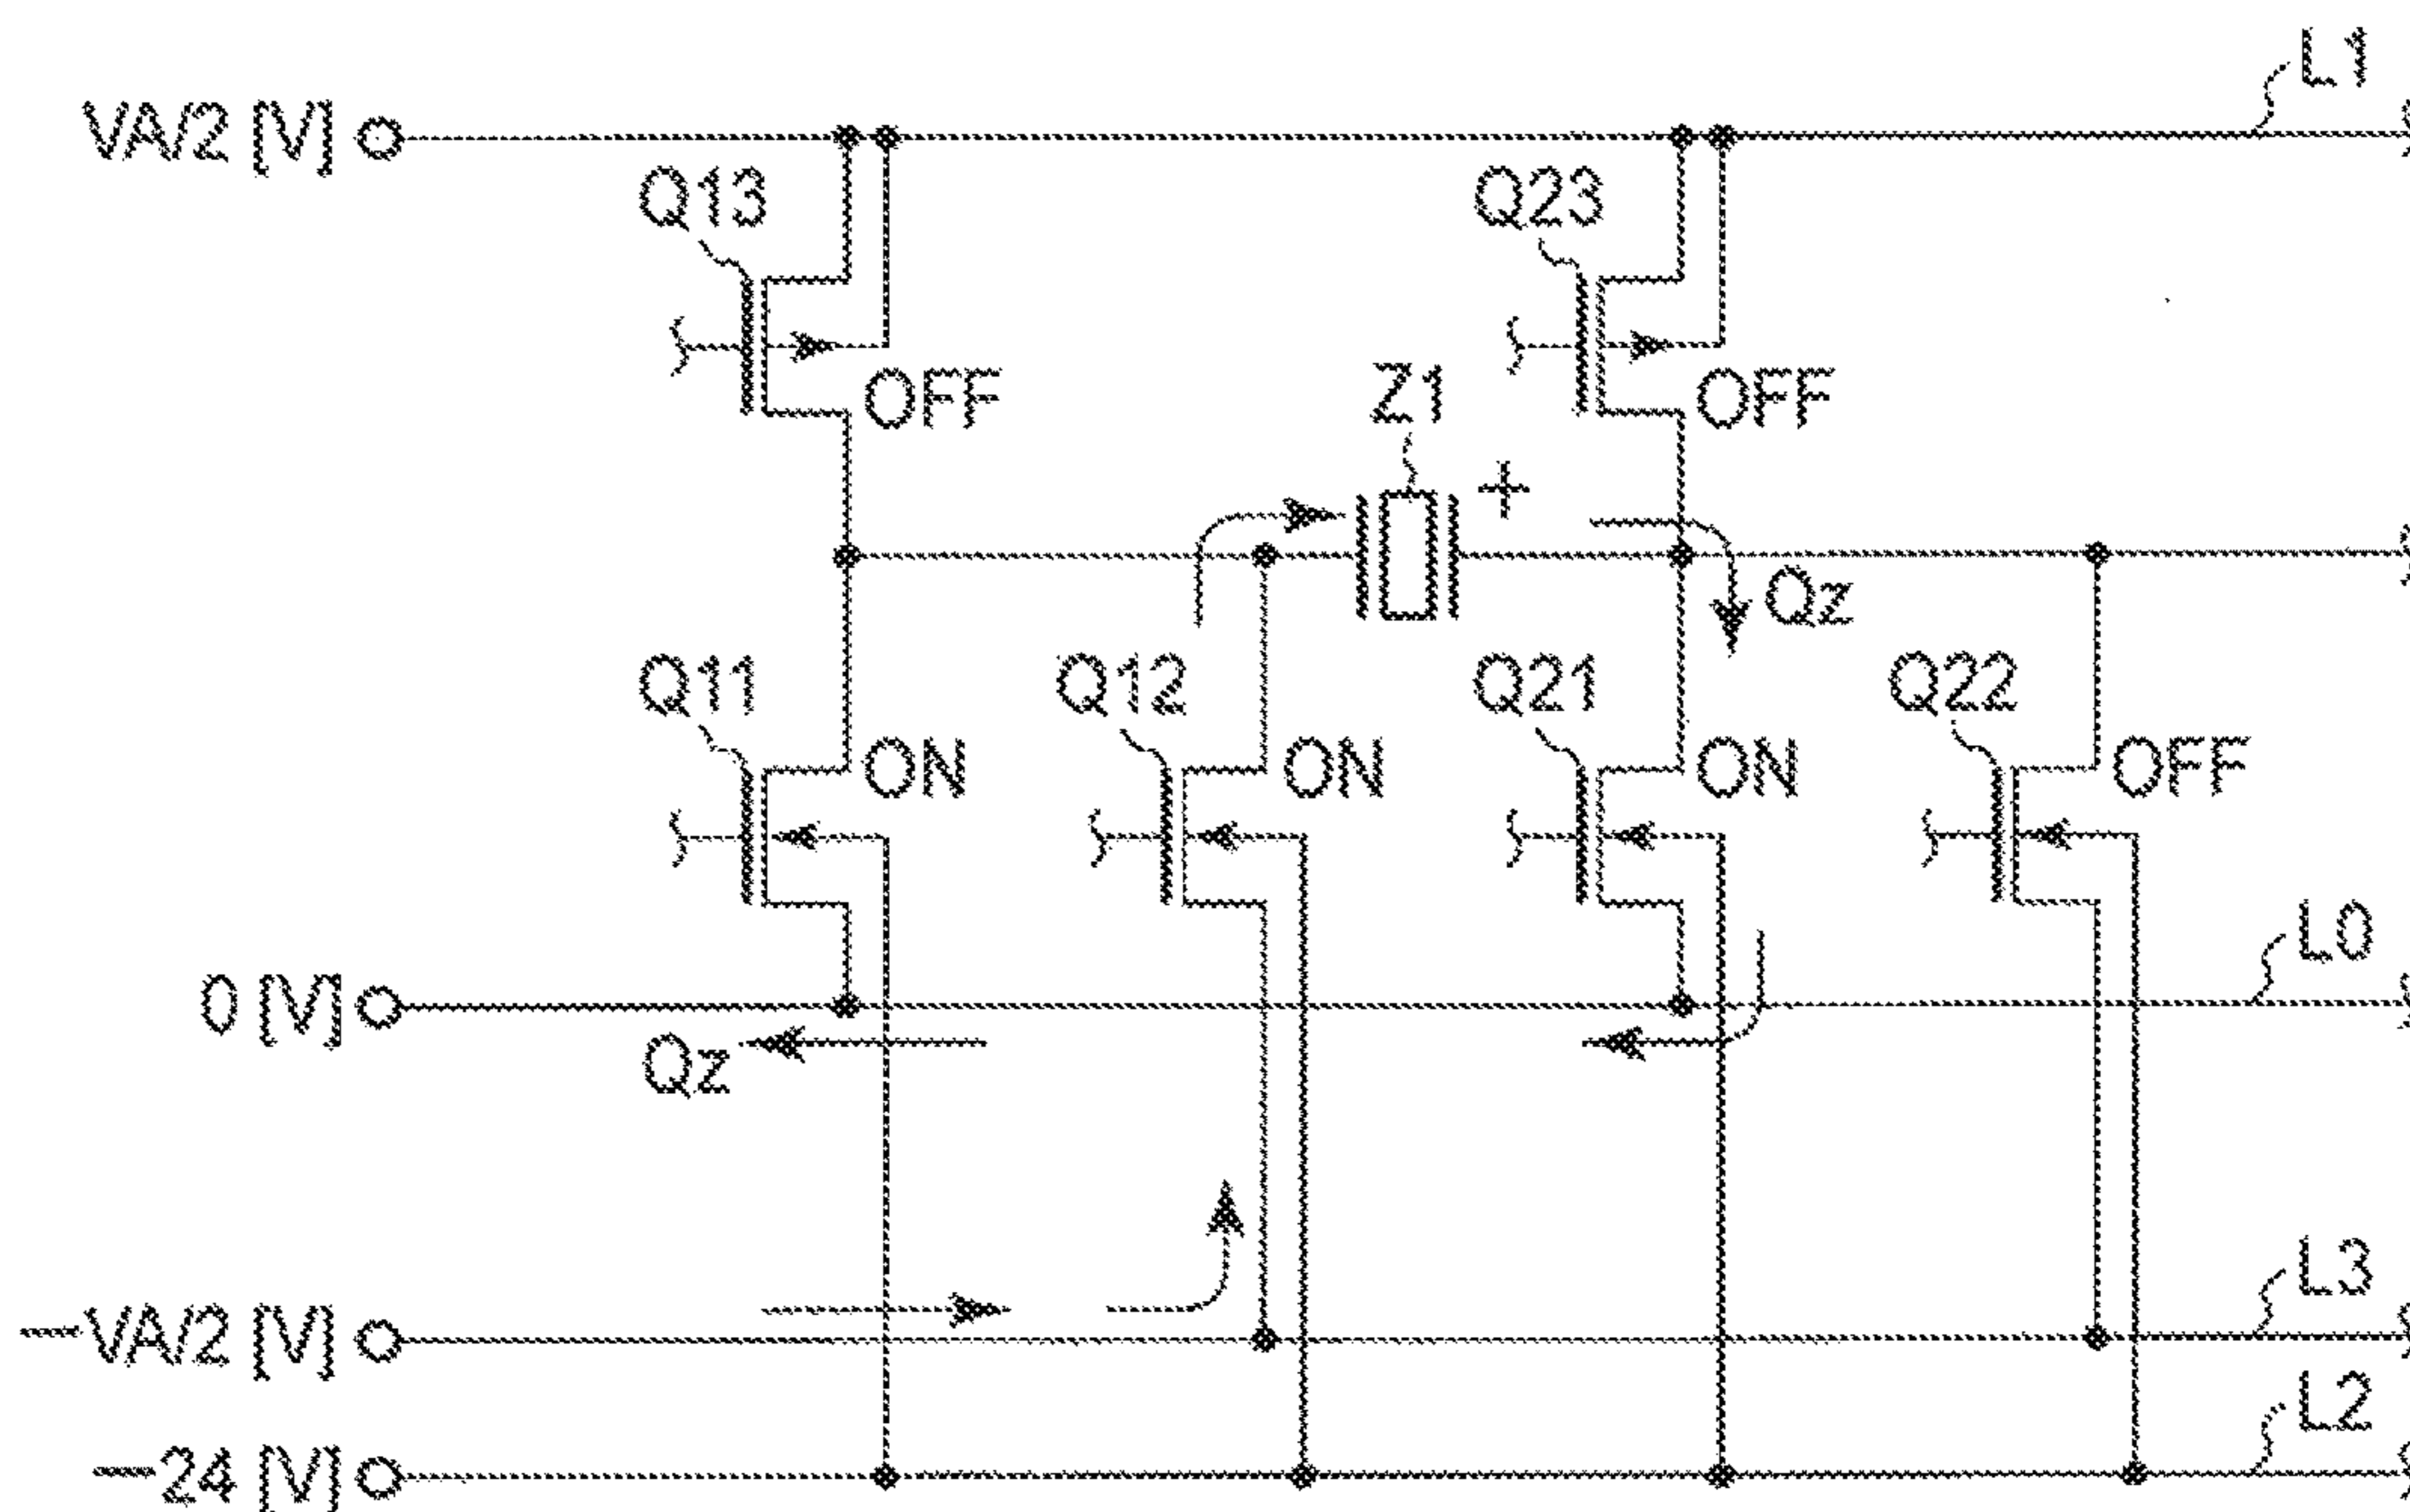 L1
VA/2 [V]
Q13
Q23
OFF
Z1
OFF
+
Qz
Q11
Q12
Q21
Q22
ON
ON
ON
OFF
L0
0 [V]
Qz
L3
—VA/2 [V]
L2
—24 [V]